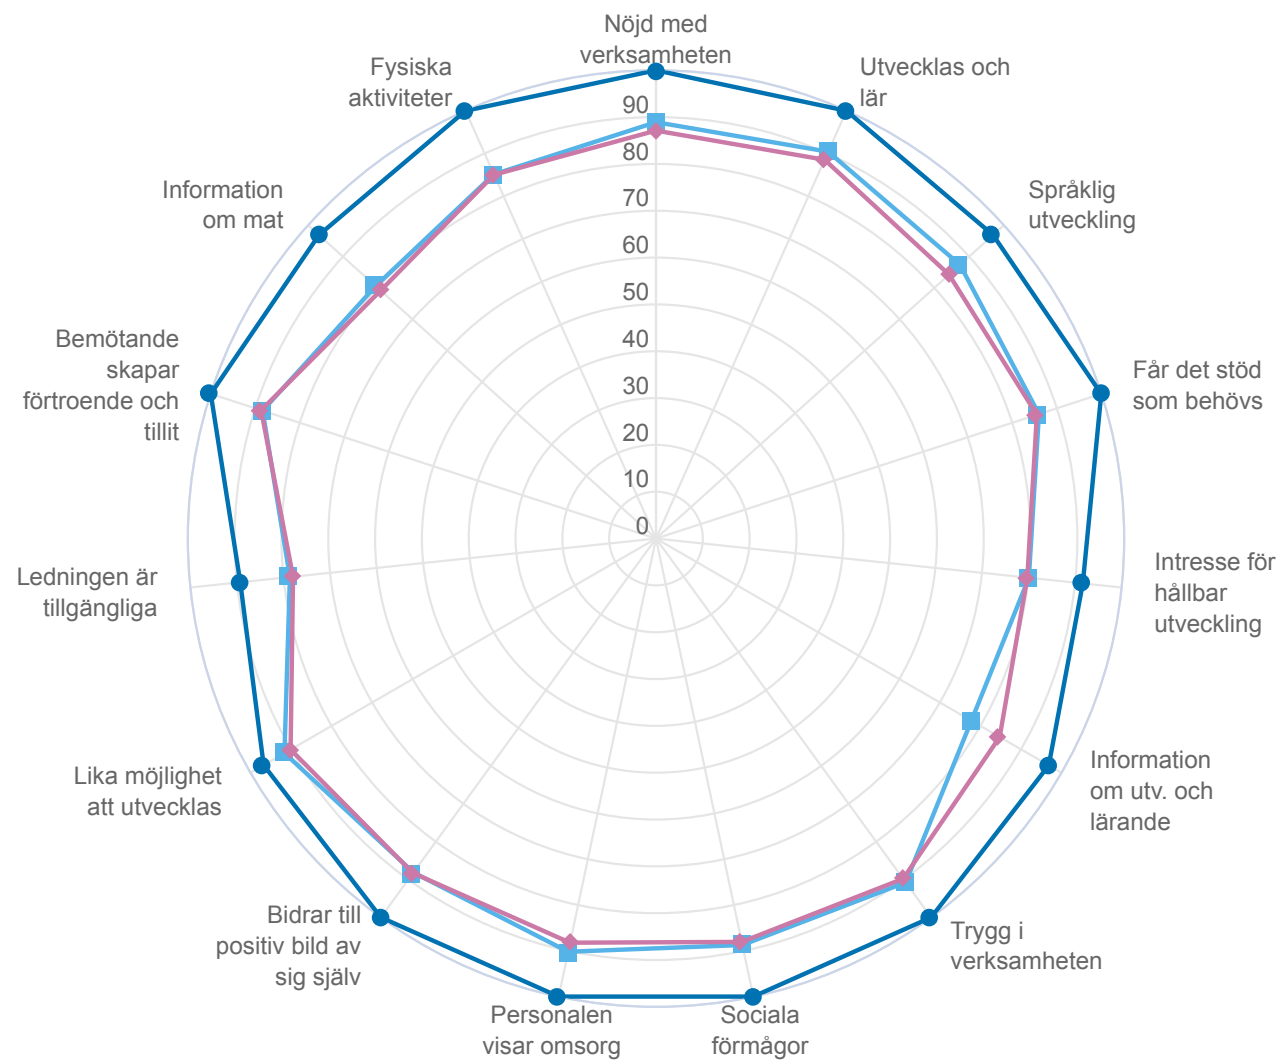 Nöjd med
verksamheten
Utvecklas och
lär
Språklig
utveckling
Får det stöd
som behövs
Intresse för
hållbar
utveckling
Information
om utv. och
lärande
Trygg i
verksamheten
Sociala
förmågor
Personalen
visar omsorg
Bidrar till
positiv bild av
sig själv
Lika möjlighet
att utvecklas
Ledningen är
tillgängliga
Bemötande
skapar
förtroende och
tillit
Information
om mat
Fysiska
aktiviteter
90
80
70
60
50
40
30
20
10
0